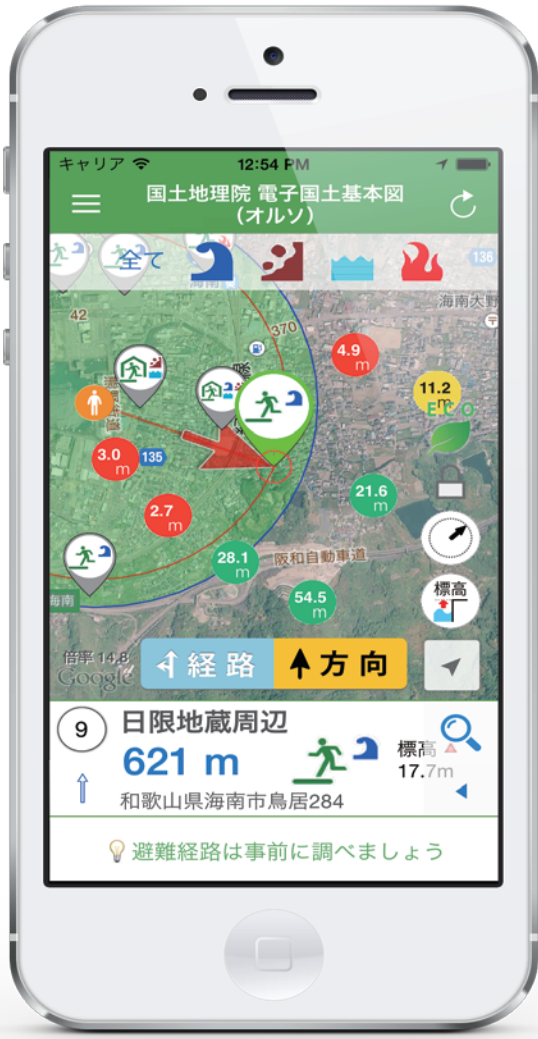 キャリア 12:54 PM
国土地理院 電子国土基本図
(オルソ)
全て
136
海南大野
42
370
4.9
m
11.2
m
ECO
3.0
m
135
21.6
m
2.7
m
28.1
m
阪和自動車道
54.5
m
標高
海南
倍率 14.8
Google
経路
方向
9
日限地蔵周辺
621 m
標高
17.7m
和歌山県海南市鳥居284
避難経路は事前に調べましょう